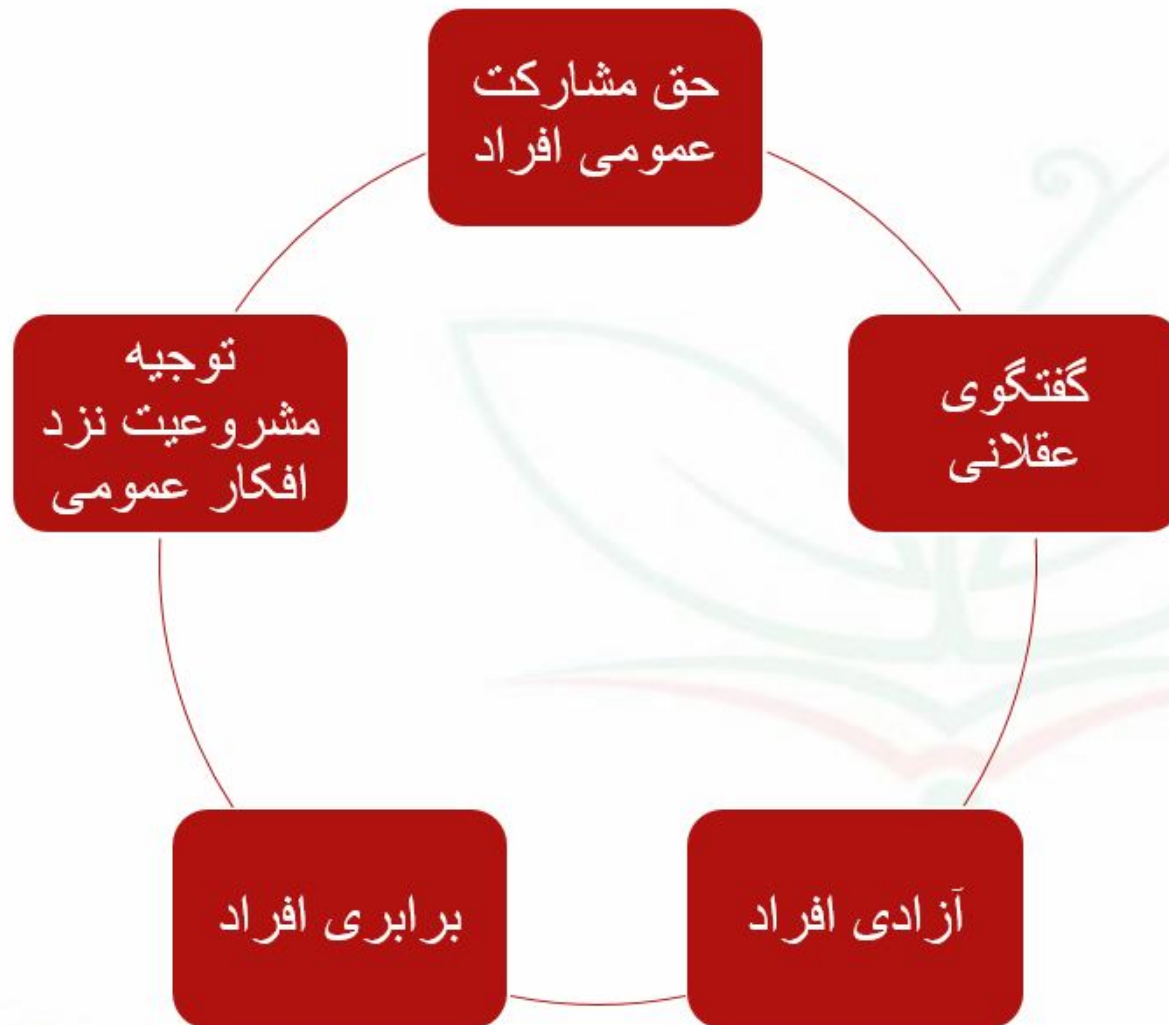 حق مشارکت
عمومی افراد
گفتگوی
عقلانی
آزادی افراد
برابری افراد
توجیه
مشروعیت نزد
افکار عمومی